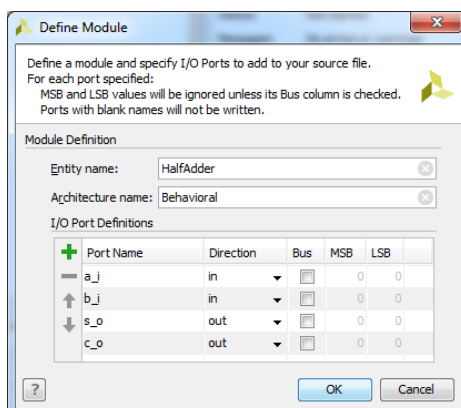 Define Module
Define a module and specify I/O Ports to add to your source file.
For each port specified:
MSB and LSB values will be ignored unless its Bus column is checked.
Ports with blank names will not be written.
Module Definition
Entity name: HalfAdder
Architecture name: Behavioral
I/O Port Definitions
Port Name Direction Bus MSB LSB
a_i in 0 0
b_i in 0 0
s_o out 0 0
c_o out 0 0
? OK Cancel